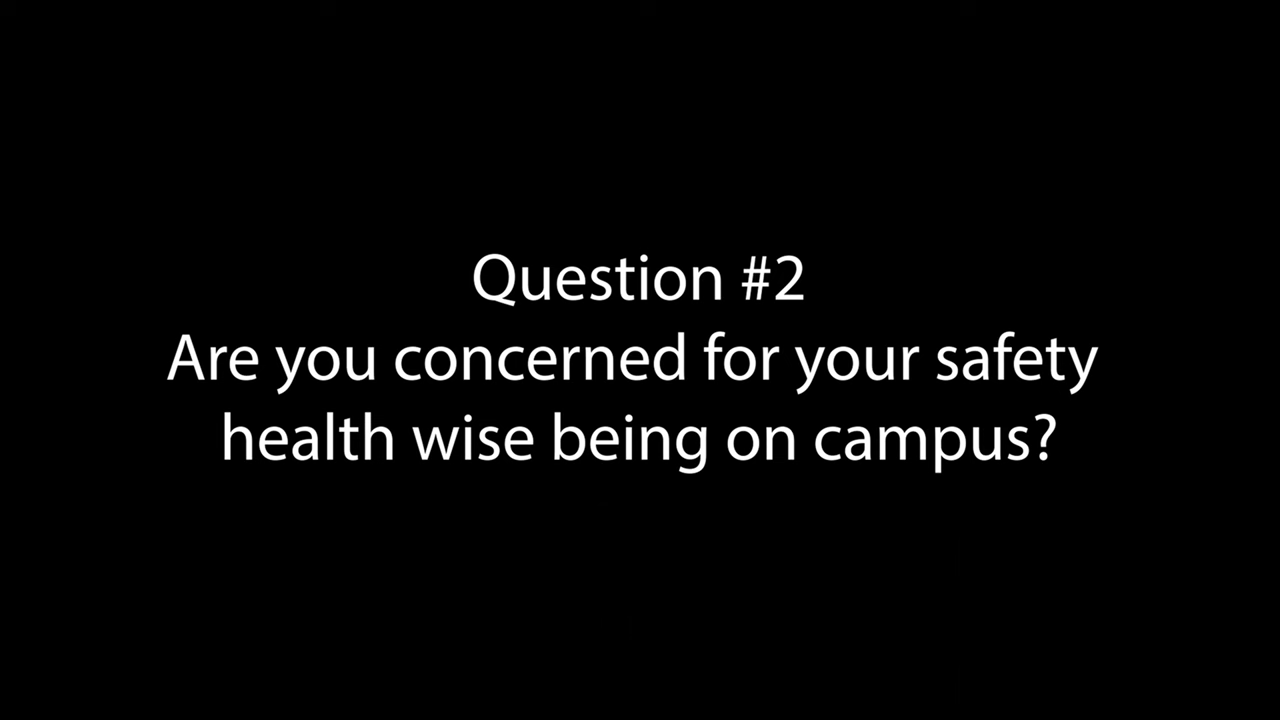 Question #2
Are you concerned for your safety
health wise being on campus?